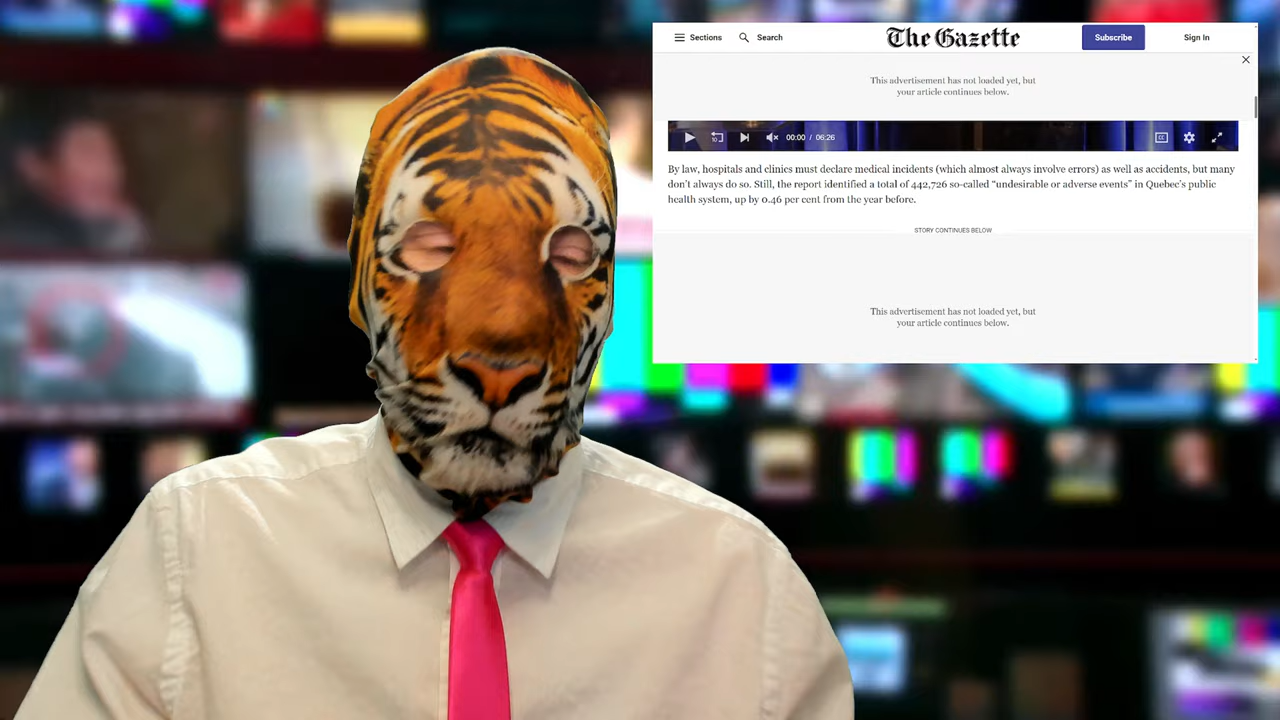 Sections Search The Gazette Subscribe Sign In
This advertisement has not loaded yet, but
your article continues below.
10 00:00 / 06:26 CC
By law, hospitals and clinics must declare medical incidents (which almost always involve errors) as well as accidents, but many
don't always do so. Still, the report identified a total of 442,726 so-called “undesirable or adverse events” in Quebec's public
health system, up by 0.46 per cent from the year before.
STORY CONTINUES BELOW
This advertisement has not loaded yet, but
your article continues below.